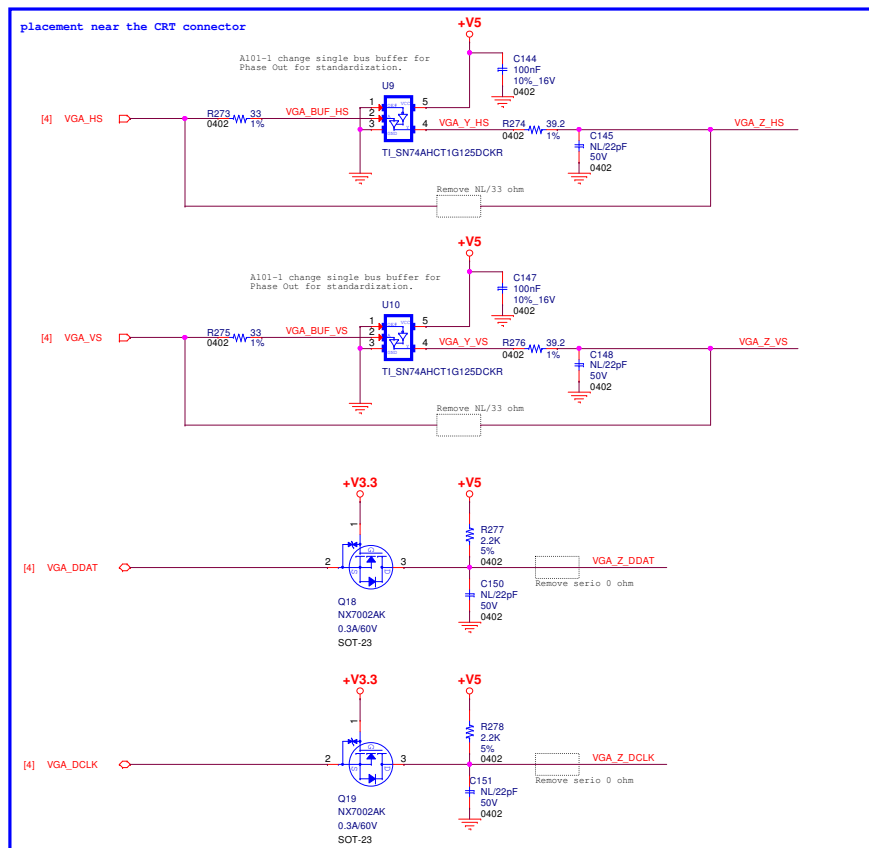 placement near the CRT connector
+V5
A101-1 change single bus buffer for
Phase Out for standardization.
C144
100nF
10%_16V
0402
U9
1
2
3
5
4
[4] VGA_HS
R273 33
0402 1%
VGA_BUF_HS
VGA_Y_HS
R274 39.2
0402 1%
VGA_Z_HS
C145
NL/22pF
50V
0402
TI_SN74AHCT1G125DCKR
Remove NL/33 ohm
+V5
A101-1 change single bus buffer for
Phase Out for standardization.
C147
100nF
10%_16V
0402
U10
1
2
3
5
4
[4] VGA_VS
R275 33
0402 1%
VGA_BUF_VS
VGA_Y_VS
R276 39.2
0402 1%
VGA_Z_VS
C148
NL/22pF
50V
0402
TI_SN74AHCT1G125DCKR
Remove NL/33 ohm
+V3.3
+V5
1
R277
2.2K
5%
0402
[4] VGA_DDAT
2
G
S
D
3
VGA_Z_DDAT
Remove serio 0 ohm
C150
NL/22pF
50V
0402
Q18
NX7002AK
0.3A/60V
SOT-23
+V3.3
+V5
1
R278
2.2K
5%
0402
[4] VGA_DCLK
2
G
S
D
3
VGA_Z_DCLK
Remove serio 0 ohm
C151
NL/22pF
50V
0402
Q19
NX7002AK
0.3A/60V
SOT-23